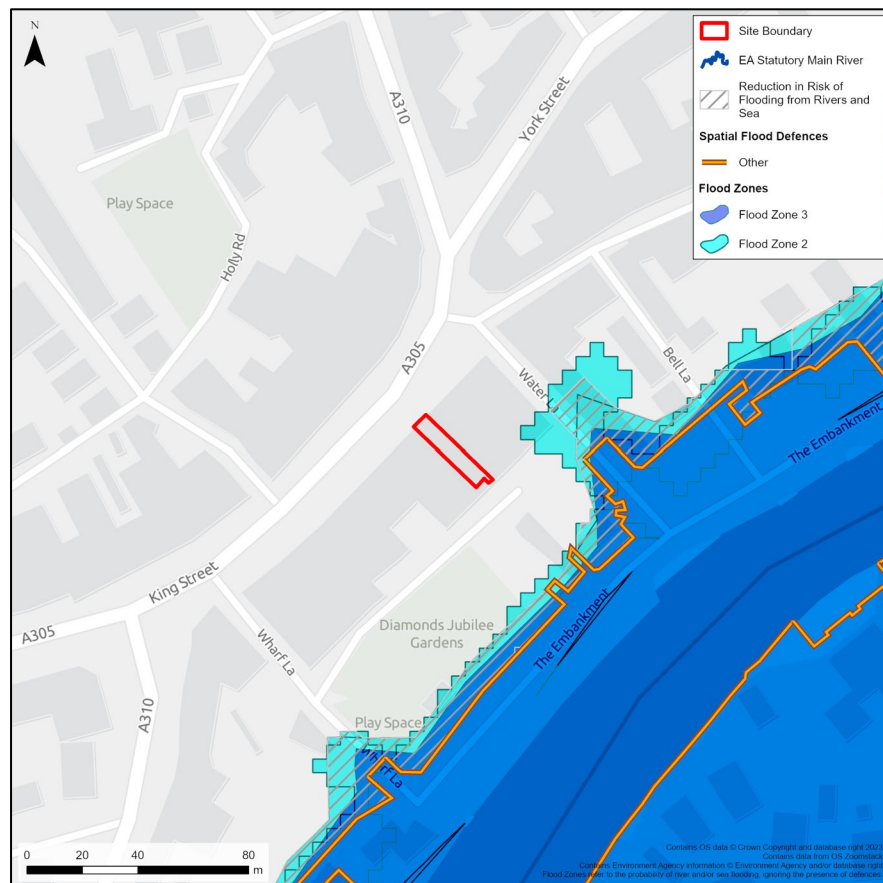 N
Site Boundary
EA Statutory Main River
Reduction in Risk of
Flooding from Rivers and
Sea
Spatial Flood Defences
Other
Flood Zones
Flood Zone 3
Flood Zone 2
A310
York Street
Play Space
Holly Rd
A305
Bell La
The Embankment
King Street
Diamonds Jubilee
Gardens
The Embankment
A305
Wharf La
A310
Play Space
Wharf La
0 20 40 80
m
Contains OS data © Crown Copyright and database right 2023
Contains data from OS Zoomstack
Contains Environment Agency information © Environment Agency and/or database right
Flood Zones refer to the probability of river and/or sea flooding, ignoring the presence of defences